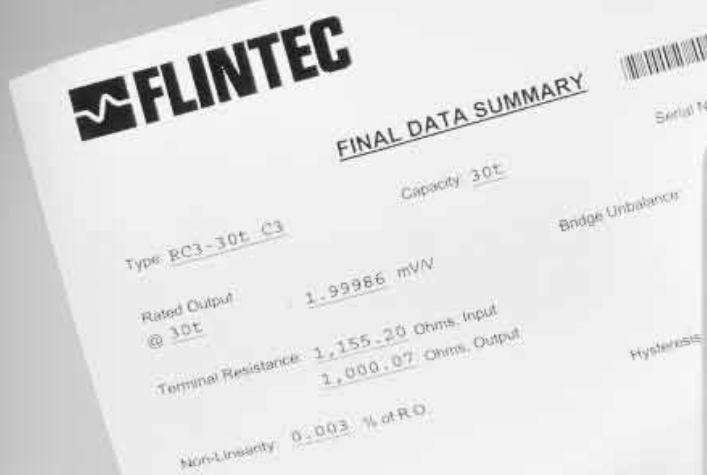 FLINTEC
FINAL DATA SUMMARY
Serial N
Capacity: 30t
Type: RC3-30t C3
Bridge Unbalance
Rated Output : 1.99986 mV/V
@ 30t
Terminal Resistance: 1,155.20 Ohms, Input
1,000.07 Ohms, Output
Hysteresis
Non-Linearity: 0.003 % of R.O.